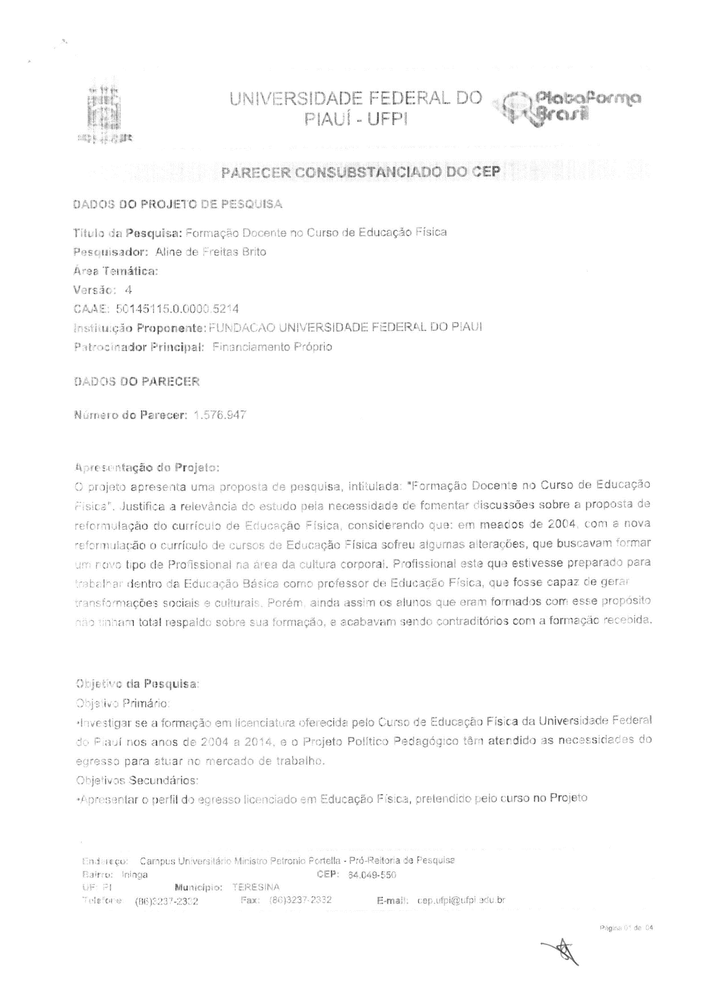 UNIVERSIDADE FEDERAL DO
PIAUÍ - UFPI
PlataForma
Brasil
PARECER CONSUBSTANCIADO DO CEP
DADOS DO PROJETO DE PESQUISA
Título da Pesquisa: Formação Docente no Curso de Educação Física
Pesquisador: Aline de Freitas Brito
Área Temática:
Versão: 4
CAAE: 50145115.0.0000.5214
Instituição Proponente: FUNDACAO UNIVERSIDADE FEDERAL DO PIAUI
Patrocinador Principal: Financiamento Próprio
DADOS DO PARECER
Número do Parecer: 1.576.947
Apresentação do Projeto:
O projeto apresenta uma proposta de pesquisa, intitulada: "Formação Docente no Curso de Educação
Física". Justifica a relevância do estudo pela necessidade de fomentar discussões sobre a proposta de
reformulação do currículo de Educação Física, considerando que: em meados de 2004, com a nova
reformulação o currículo de cursos de Educação Física sofreu algumas alterações, que buscavam formar
um novo tipo de Profissional na área da cultura corporal. Profissional este que estivesse preparado para
trabalhar dentro da Educação Básica como professor de Educação Física, que fosse capaz de gerar
transformações sociais e culturais. Porém, ainda assim os alunos que eram formados com esse propósito
não tinham total respaldo sobre sua formação, e acabavam sendo contraditórios com a formação recebida.
Objetivo da Pesquisa:
Objetivo Primário:
•Investigar se a formação em licenciatura oferecida pelo Curso de Educação Física da Universidade Federal
do Piauí nos anos de 2004 a 2014, e o Projeto Político Pedagógico têm atendido as necessidades do
egresso para atuar no mercado de trabalho.
Objetivos Secundários:
•Apresentar o perfil do egresso licenciado em Educação Física, pretendido pelo curso no Projeto
Endereço: Campus Universitário Ministro Petronio Portella - Pró-Reitoria de Pesquisa
Bairro: Ininga CEP: 64.049-550
UF: PI Município: TERESINA
Telefone: (86)3237-2332 Fax: (86)3237-2332 E-mail: cep.ufpi@ufpi.edu.br
Página 01 de 04